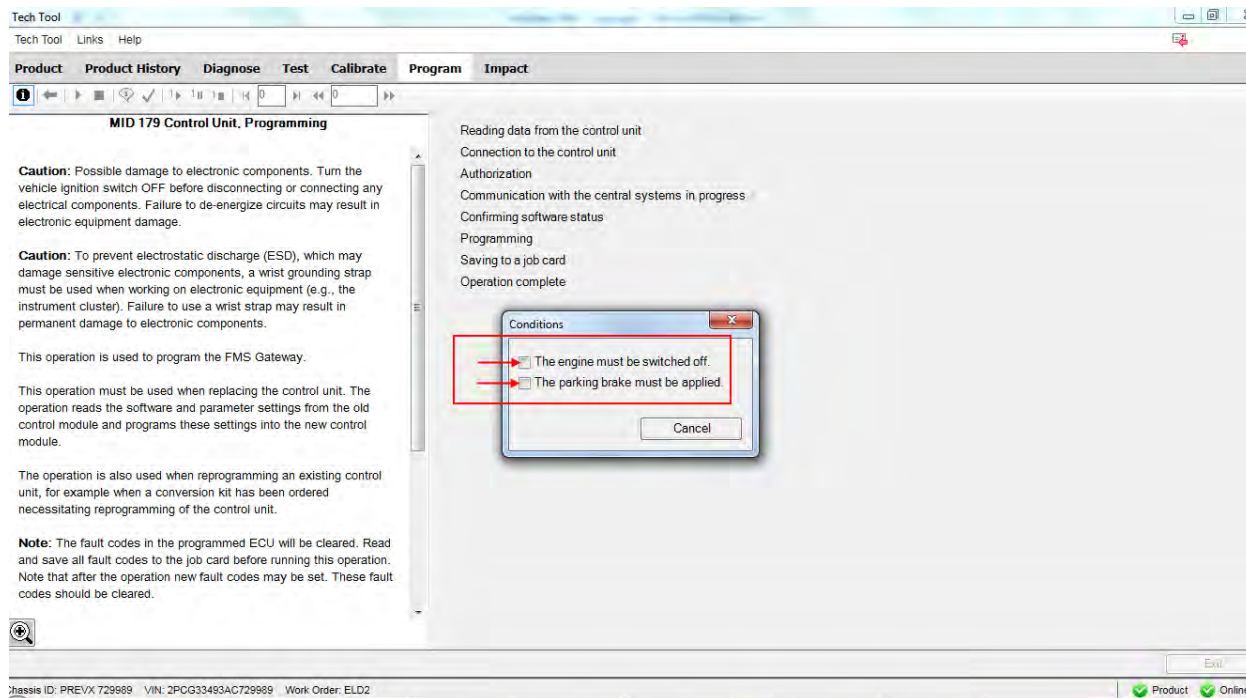 Tech Tool
Tech Tool Links Help
Product Product History Diagnose Test Calibrate Program Impact
0 0
MID 179 Control Unit, Programming
Caution: Possible damage to electronic components. Turn the
vehicle ignition switch OFF before disconnecting or connecting any
electrical components. Failure to de-energize circuits may result in
electronic equipment damage.
Caution: To prevent electrostatic discharge (ESD), which may
damage sensitive electronic components, a wrist grounding strap
must be used when working on electronic equipment (e.g., the
instrument cluster). Failure to use a wrist strap may result in
permanent damage to electronic components.
This operation is used to program the FMS Gateway.
This operation must be used when replacing the control unit. The
operation reads the software and parameter settings from the old
control module and programs these settings into the new control
module.
The operation is also used when reprogramming an existing control
unit, for example when a conversion kit has been ordered
necessitating reprogramming of the control unit.
Note: The fault codes in the programmed ECU will be cleared. Read
and save all fault codes to the job card before running this operation.
Note that after the operation new fault codes may be set. These fault
codes should be cleared.
Reading data from the control unit
Connection to the control unit
Authorization
Communication with the central systems in progress
Confirming software status
Programming
Saving to a job card
Operation complete
Conditions
The engine must be switched off.
The parking brake must be applied.
Cancel
Exit
Chassis ID: PREVX 729989 VIN: 2PCG33493AC729989 Work Order: ELD2
Product Online